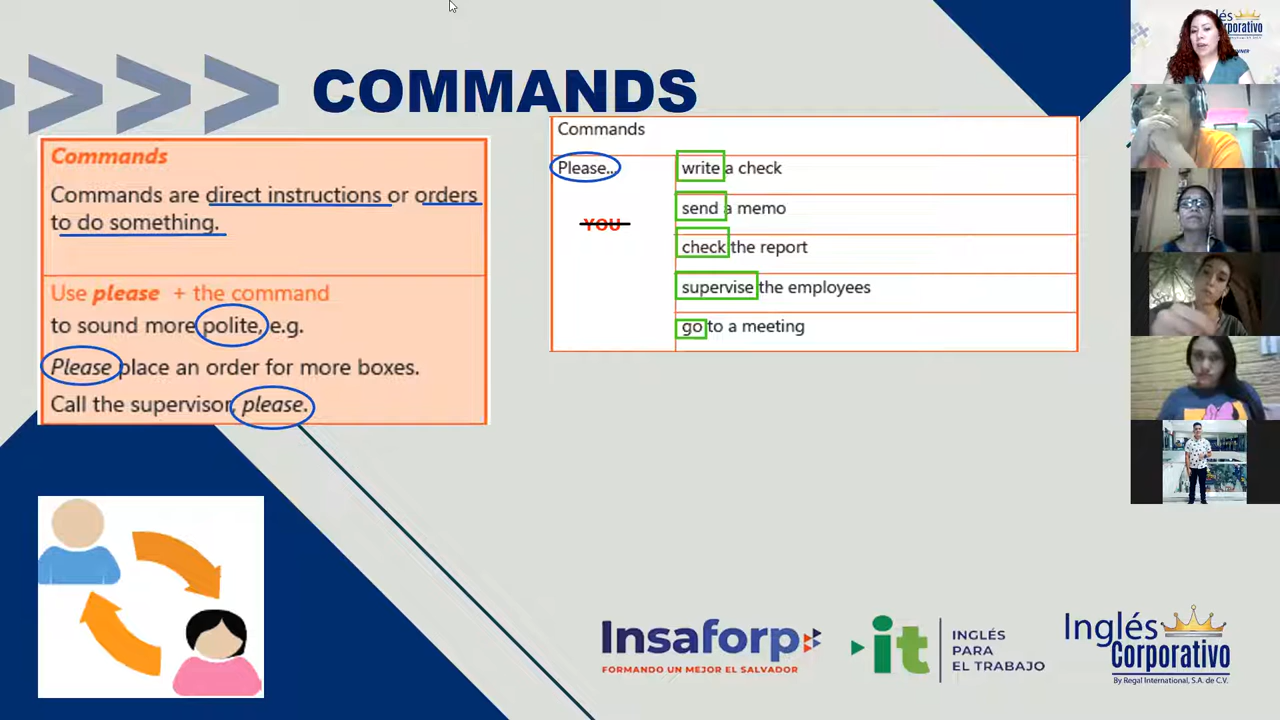 COMMANDS
Commands
Commands are direct instructions or orders
to do something.
Use please + the command
to sound more polite, e.g.
Please place an order for more boxes.
Call the supervisor, please.
Commands
Please...
write a check
YOU
send a memo
check the report
supervise the employees
go to a meeting
Insaforp
FORMANDO UN MEJOR EL SALVADOR
it
INGLÉS
PARA
EL TRABAJO
Inglés
Corporativo
By Regal International, S.A. de C.V.
Corporativo